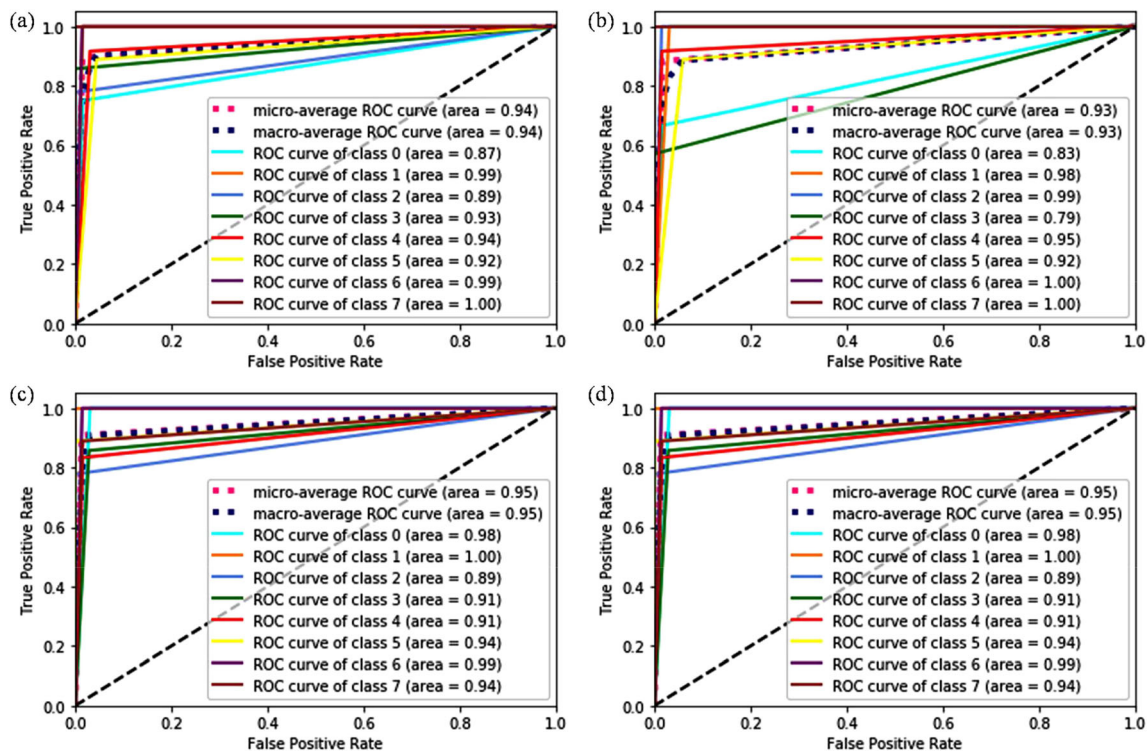 (a)
1.0
0.8
0.6
0.4
0.2
0.0
True Positive Rate
micro-average ROC curve (area = 0.94)
macro-average ROC curve (area = 0.94)
ROC curve of class 0 (area = 0.87)
ROC curve of class 1 (area = 0.99)
ROC curve of class 2 (area = 0.89)
ROC curve of class 3 (area = 0.93)
ROC curve of class 4 (area = 0.94)
ROC curve of class 5 (area = 0.92)
ROC curve of class 6 (area = 0.99)
ROC curve of class 7 (area = 1.00)
0.0 0.2 0.4 0.6 0.8 1.0
False Positive Rate
(b)
1.0
0.8
0.6
0.4
0.2
0.0
True Positive Rate
micro-average ROC curve (area = 0.93)
macro-average ROC curve (area = 0.93)
ROC curve of class 0 (area = 0.83)
ROC curve of class 1 (area = 0.98)
ROC curve of class 2 (area = 0.99)
ROC curve of class 3 (area = 0.79)
ROC curve of class 4 (area = 0.95)
ROC curve of class 5 (area = 0.92)
ROC curve of class 6 (area = 1.00)
ROC curve of class 7 (area = 1.00)
0.0 0.2 0.4 0.6 0.8 1.0
False Positive Rate
(c)
1.0
0.8
0.6
0.4
0.2
0.0
True Positive Rate
micro-average ROC curve (area = 0.95)
macro-average ROC curve (area = 0.95)
ROC curve of class 0 (area = 0.98)
ROC curve of class 1 (area = 1.00)
ROC curve of class 2 (area = 0.89)
ROC curve of class 3 (area = 0.91)
ROC curve of class 4 (area = 0.91)
ROC curve of class 5 (area = 0.94)
ROC curve of class 6 (area = 0.99)
ROC curve of class 7 (area = 0.94)
0.0 0.2 0.4 0.6 0.8 1.0
False Positive Rate
(d)
1.0
0.8
0.6
0.4
0.2
0.0
True Positive Rate
micro-average ROC curve (area = 0.95)
macro-average ROC curve (area = 0.95)
ROC curve of class 0 (area = 0.98)
ROC curve of class 1 (area = 1.00)
ROC curve of class 2 (area = 0.89)
ROC curve of class 3 (area = 0.91)
ROC curve of class 4 (area = 0.91)
ROC curve of class 5 (area = 0.94)
ROC curve of class 6 (area = 0.99)
ROC curve of class 7 (area = 0.94)
0.0 0.2 0.4 0.6 0.8 1.0
False Positive Rate